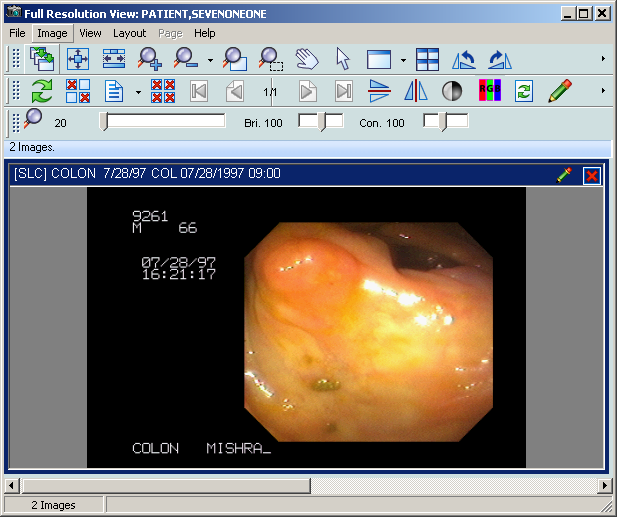 Full Resolution View: PATIENT,SEVENONEONE
File Image View Layout Page Help
1/1
RGB
20 Bri. 100 Con. 100
2 Images.
[SLC] COLON 7/28/97 COL 07/28/1997 09:00
9261
M 66
07/28/97
16:21:17
COLON MISHRA_
2 Images